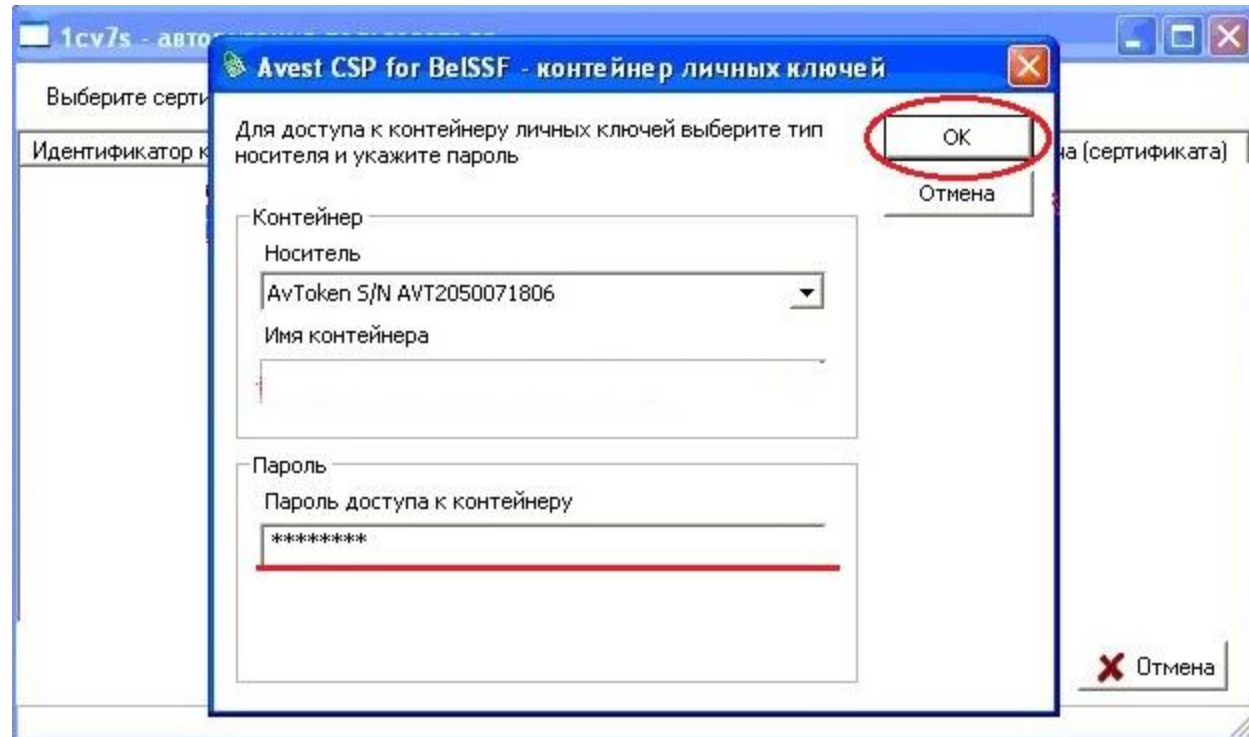 1cv7s - авто
Avest CSP for BelSSF - контейнер личных ключей
Выберите серти
Для доступа к контейнеру личных ключей выберите тип
носителя и укажите пароль
OK
Идентификатор к
на (сертификата)
Отмена
Контейнер
Носитель
AvToken S/N AVT2050071806
Имя контейнера
Пароль
Пароль доступа к контейнеру
********
Отмена